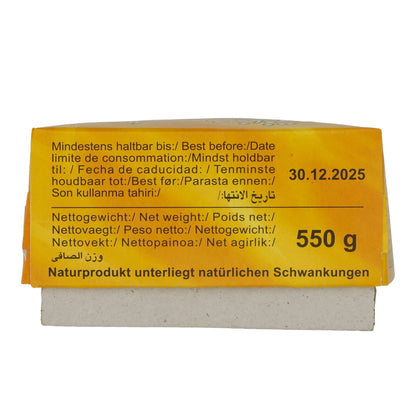 Mindestens haltbar bis:/ Best before:/Date
limite de consommation:/Mindst holdbar
til: / Fecha de caducidad: / Tenminste
houdbaar tot:/Best før:/Parasta ennen:/
Son kullanma tahiri:/ تاريخ الانتهاء:/
30.12.2025
Nettogewicht:/ Net weight:/ Poids net:/
Nettovaegt:/ Peso netto:/ Nettogewicht:/
Nettovekt:/ Nettopainoa:/ Net agirlik:/
وزن الصافى
550 g
Naturprodukt unterliegt natürlichen Schwankungen